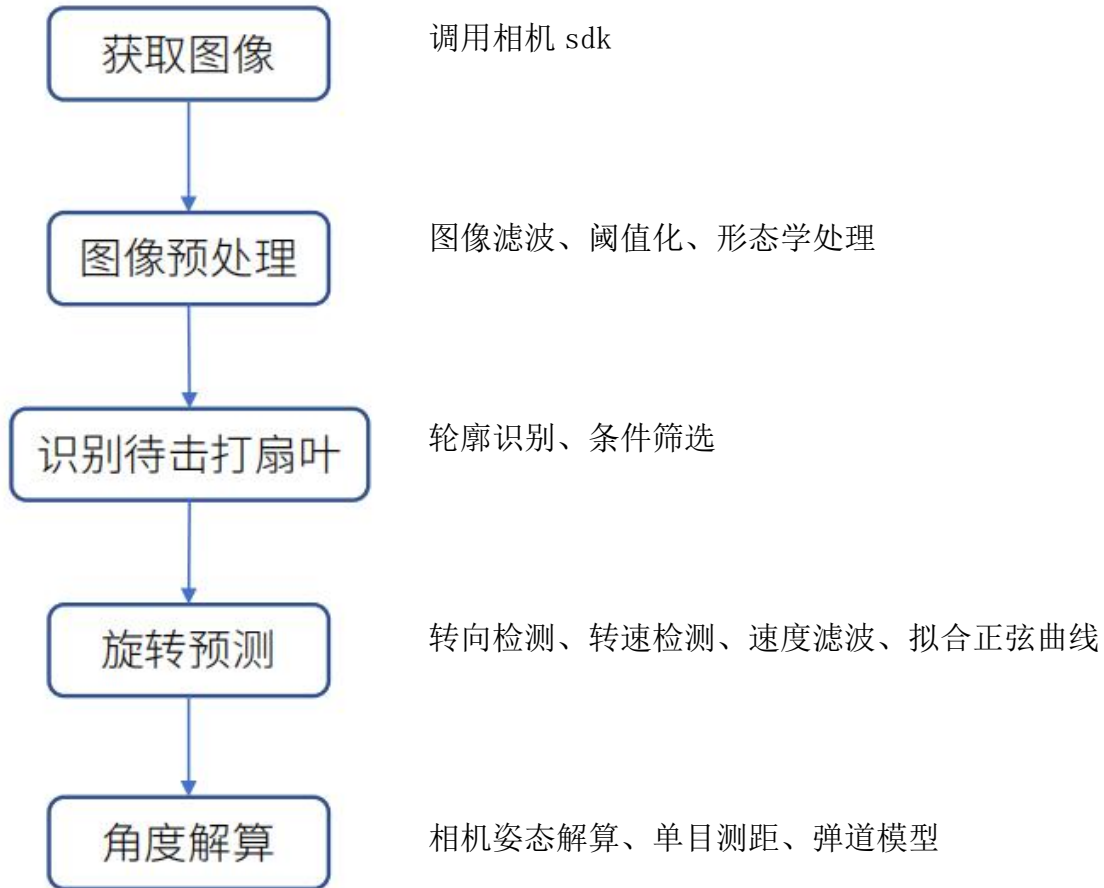 获取图像
调用相机 sdk
图像预处理
图像滤波、阈值化、形态学处理
识别待击打扇叶
轮廓识别、条件筛选
旋转预测
转向检测、转速检测、速度滤波、拟合正弦曲线
角度解算
相机姿态解算、单目测距、弹道模型